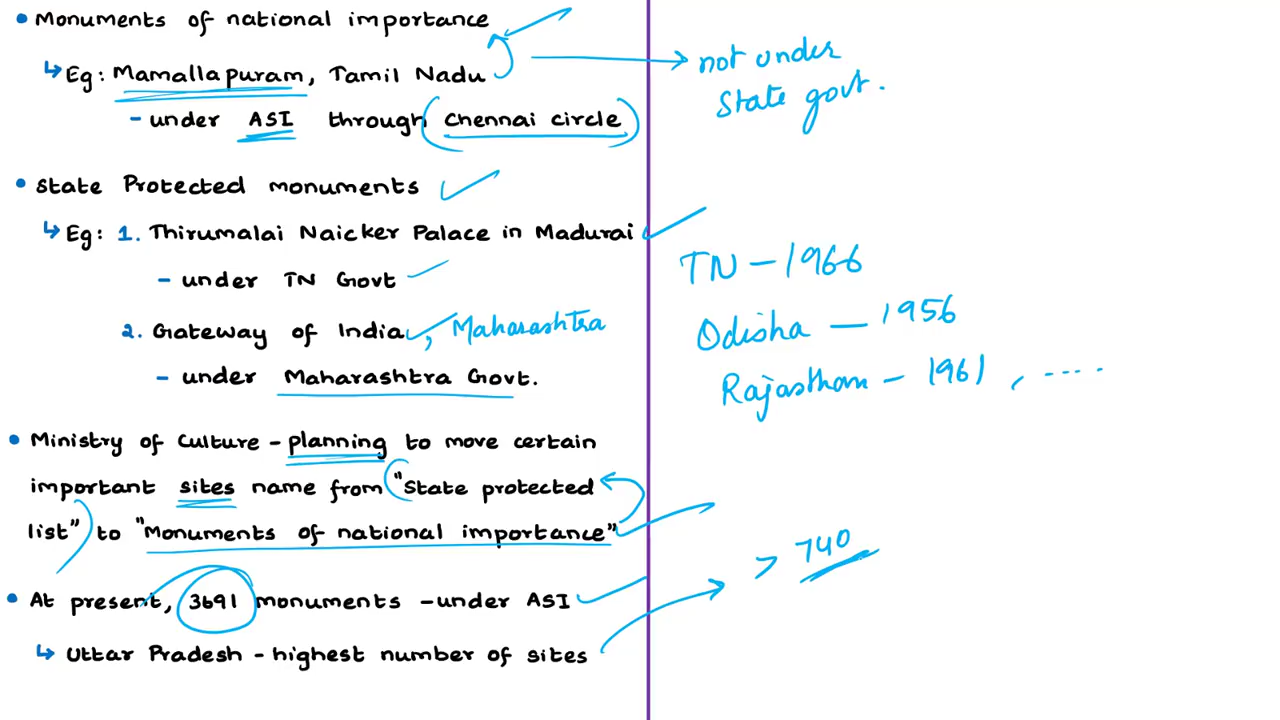 • Monuments of national importance
↳ Eg: Mamallapuram, Tamil Nadu
- under ASI through (Chennai circle)
→ not under
State govt.
• State Protected monuments
↳ Eg: 1. Thirumalai Naicker Palace in Madurai
- under TN Govt
2. Gateway of India, Maharashtra
- under Maharashtra Govt.
TN - 1966
Odisha - 1956
Rajasthan - 1961, .....
• Ministry of Culture - planning to move certain
important sites name from ("State protected
list") to "Monuments of national importance"
• At present, 3691 monuments - under ASI
↳ Uttar Pradesh - highest number of sites
> 740